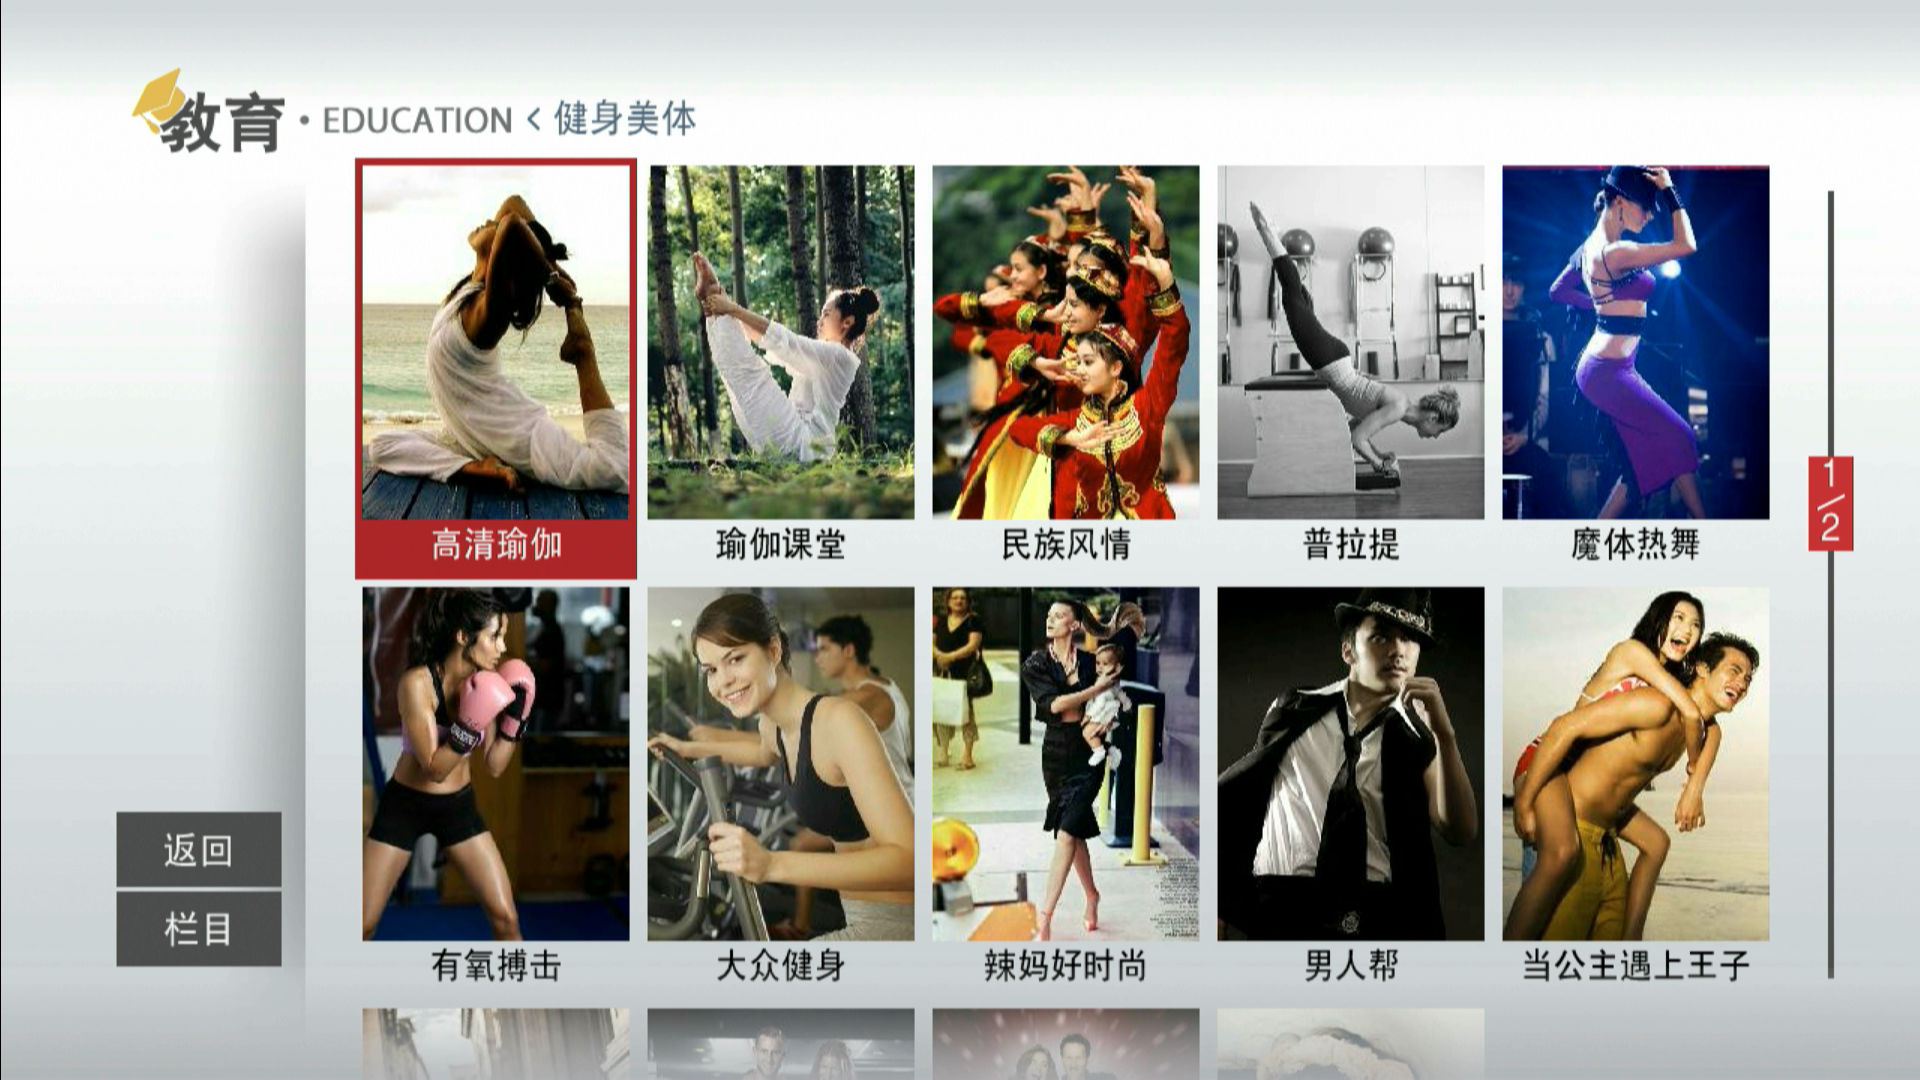 教育·EDUCATION<健身美体
高清瑜伽
瑜伽课堂
民族风情
普拉提
魔体热舞
1/2
有氧搏击
大众健身
辣妈好时尚
男人帮
当公主遇上王子
返回
栏目